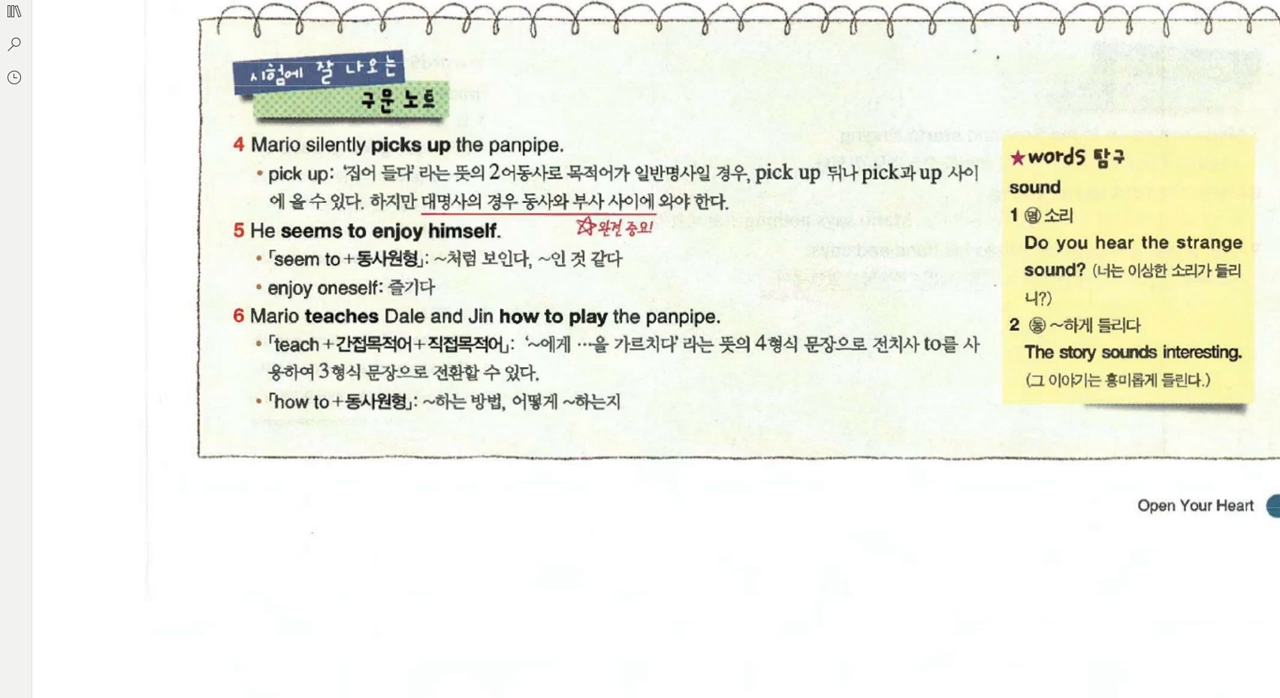 시험에 잘 나오는
구문 노트
4 Mario silently picks up the panpipe.
• pick up: ‘집어 들다’ 라는 뜻의 2어동사로 목적어가 일반명사일 경우, pick up 뒤나 pick과 up 사이
에 올 수 있다. 하지만 대명사의 경우 동사와 부사 사이에 와야 한다.
☆완전 중요!
5 He seems to enjoy himself.
• 「seem to+동사원형」: ~처럼 보인다, ~인 것 같다
• enjoy oneself: 즐기다
6 Mario teaches Dale and Jin how to play the panpipe.
• 「teach+간접목적어+직접목적어」: ‘~에게 …을 가르치다’ 라는 뜻의 4형식 문장으로 전치사 to를 사
용하여 3형식 문장으로 전환할 수 있다.
• 「how to+동사원형」: ~하는 방법, 어떻게 ~하는지
★words 탐구
sound
1 명 소리
Do you hear the strange
sound? (너는 이상한 소리가 들리
니?)
2 동 ~하게 들리다
The story sounds interesting.
(그 이야기는 흥미롭게 들린다.)
Open Your Heart